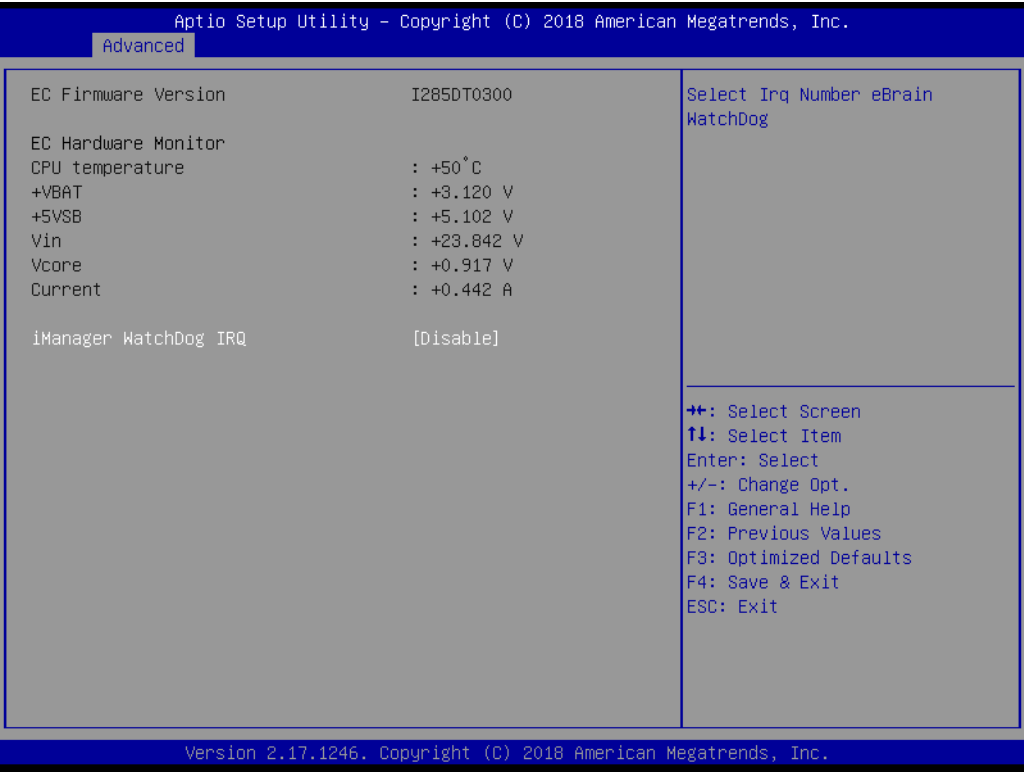 Aptio Setup Utility – Copyright (C) 2018 American Megatrends, Inc.
Advanced
EC Firmware Version I285DT0300
EC Hardware Monitor
CPU temperature : +50°C
+VBAT : +3.120 V
+5VSB : +5.102 V
Vin : +23.842 V
Vcore : +0.917 V
Current : +0.442 A
iManager WatchDog IRQ [Disable]
Select Irq Number eBrain
WatchDog
→←: Select Screen
↑↓: Select Item
Enter: Select
+/-: Change Opt.
F1: General Help
F2: Previous Values
F3: Optimized Defaults
F4: Save & Exit
ESC: Exit
Version 2.17.1246. Copyright (C) 2018 American Megatrends, Inc.